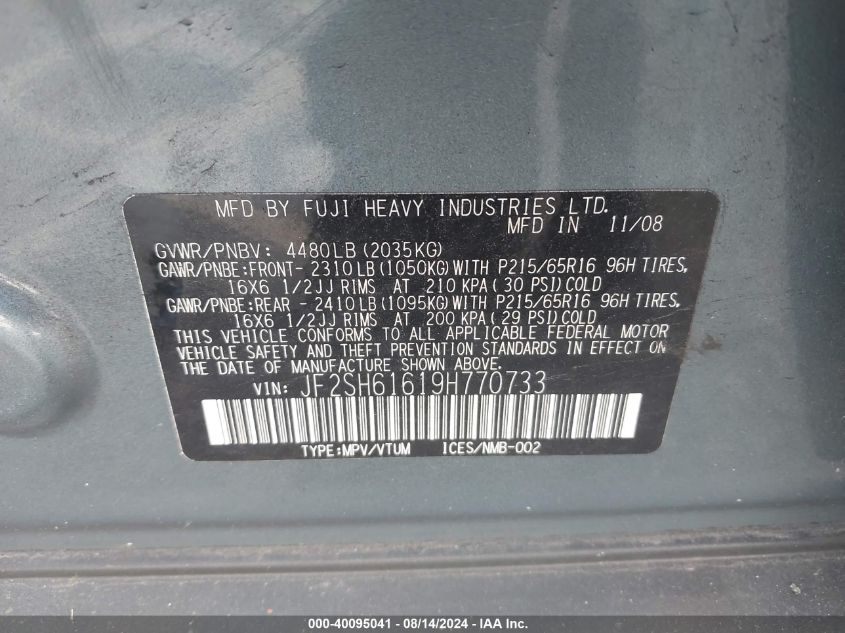 MFD BY FUJI HEAVY INDUSTRIES LTD.
MFD IN 11/08
GVWR/PNBV: 4480LB(2035KG)
GAWR/PNBE:FRONT- 2310LB(1050KG)WITH P215/65R16 96H TIRES,
16X6 1/2JJ RIMS AT 210 KPA( 30 PSI)COLD
GAWR/PNBE:REAR - 2410LB(1095KG)WITH P215/65R16 96H TIRES,
16X6 1/2JJ RIMS AT 200 KPA( 29 PSI)COLD
THIS VEHICLE CONFORMS TO ALL APPLICABLE FEDERAL MOTOR
VEHICLE SAFETY AND THEFT PREVENTION STANDARDS IN EFFECT ON
THE DATE OF MANUFACTURE SHOWN ABOVE.
VIN: JF2SH61619H770733
TYPE:MPV/VTUM ICES/NMB-002
000-40095041 - 08/14/2024 - IAA Inc.